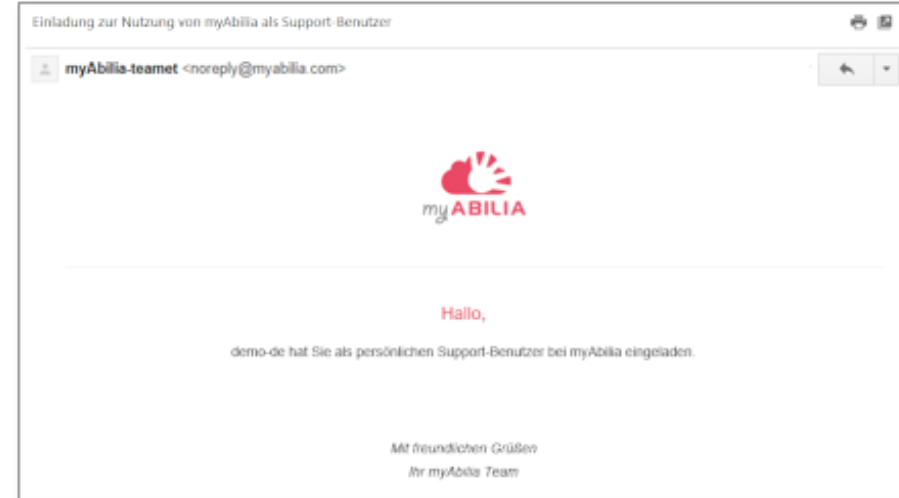 Einladung zur Nutzung von myAbilia als Support-Benutzer
myAbilia-teamet <noreply@myabilia.com>
myABILIA
Hallo,
demo-de hat Sie als persönlichen Support-Benutzer bei myAbilia eingeladen.
Mit freundlichen Grüßen
Ihr myAbilia Team